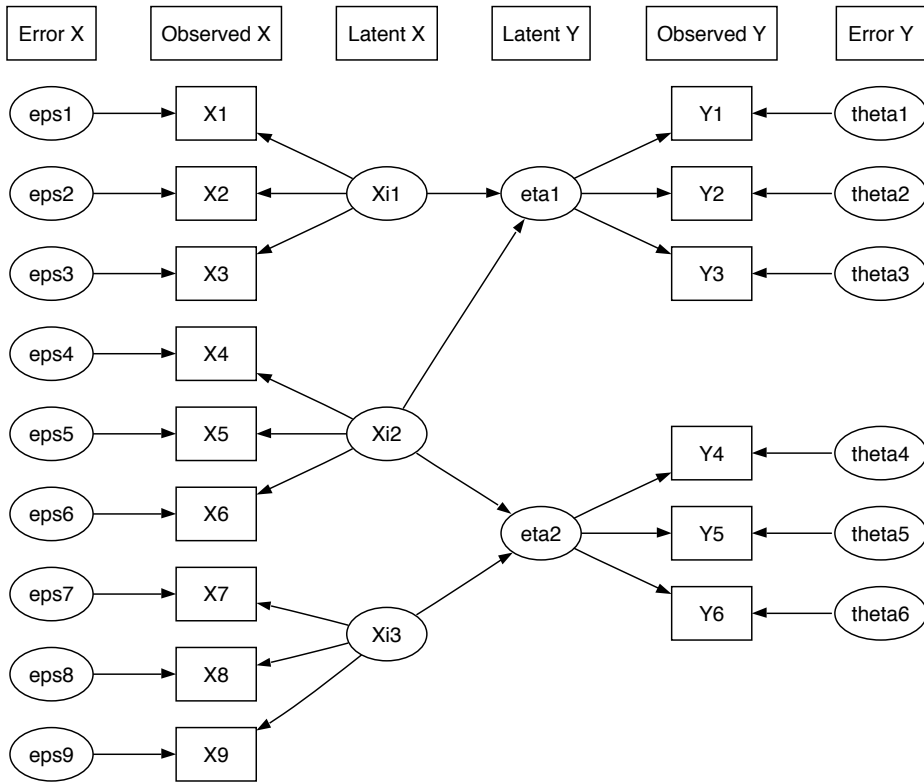 Error X
Observed X
Latent X
Latent Y
Observed Y
Error Y
eps1
X1
Y1
theta1
eps2
X2
Xi1
eta1
Y2
theta2
eps3
X3
Y3
theta3
eps4
X4
eps5
X5
Xi2
Y4
theta4
eps6
X6
eta2
Y5
theta5
eps7
X7
Xi3
Y6
theta6
eps8
X8
eps9
X9